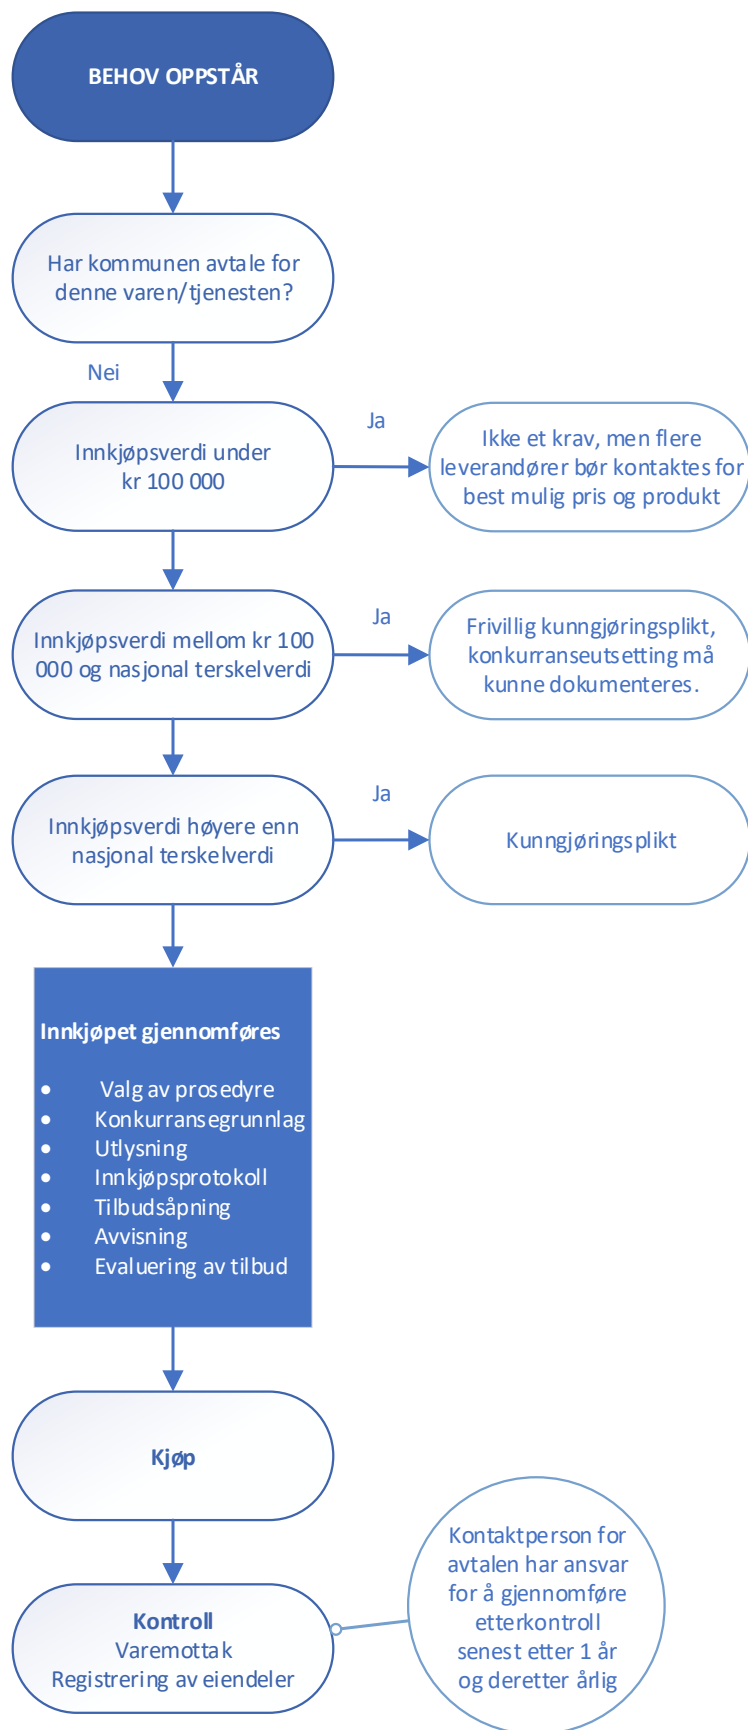 BEHOV OPPSTÅR
Har kommunen avtale for
denne varen/tjenesten?
Nei
Innkjøpsverdi under
kr 100 000
Ja
Ikke et krav, men flere
leverandører bør kontaktes for
best mulig pris og produkt
Innkjøpsverdi mellom kr 100
000 og nasjonal terskelverdi
Ja
Frivillig kunngjøringsplikt,
konkurranseutsetting må
kunne dokumenteres.
Innkjøpsverdi høyere enn
nasjonal terskelverdi
Ja
Kunngjøringsplikt
Innkjøpet gjennomføres
• Valg av prosedyre
• Konkurransegrunnlag
• Utlysning
• Innkjøpsprotokoll
• Tilbudsåpning
• Avvisning
• Evaluering av tilbud
Kjøp
Kontroll
Varemottak
Registrering av eiendeler
Kontaktperson for
avtalen har ansvar
for å gjennomføre
etterkontroll
senest etter 1 år
og deretter årlig